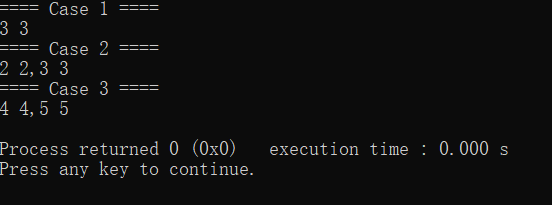 ==== Case 1 ====
3 3
==== Case 2 ====
2 2,3 3
==== Case 3 ====
4 4,5 5
Process returned 0 (0x0)   execution time : 0.000 s
Press any key to continue.